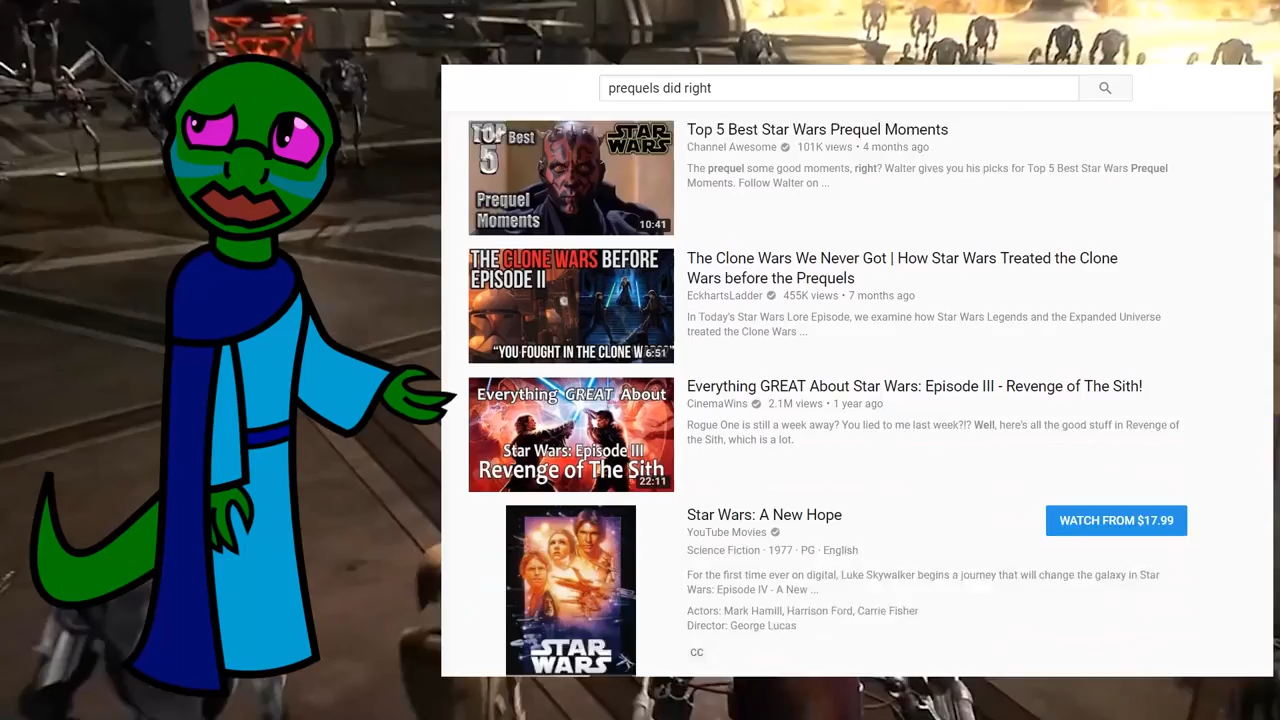 prequels did right
TOP Best
5
STAR
WARS
Prequel
Moments
10:41
Top 5 Best Star Wars Prequel Moments
Channel Awesome 101K views • 4 months ago
The prequel some good moments, right? Walter gives you his picks for Top 5 Best Star Wars Prequel
Moments. Follow Walter on ...
THE CLONE WARS BEFORE
EPISODE II
"YOU FOUGHT IN THE CLONE
6:51
The Clone Wars We Never Got | How Star Wars Treated the Clone
Wars before the Prequels
EckhartsLadder 455K views • 7 months ago
In Today's Star Wars Lore Episode, we examine how Star Wars Legends and the Expanded Universe
treated the Clone Wars ...
Everything GREAT About
Star Wars: Episode III
Revenge of The Sith
22:11
Everything GREAT About Star Wars: Episode III - Revenge of The Sith!
CinemaWins 2.1M views • 1 year ago
Rogue One is still a week away? You lied to me last week?!? Well, here's all the good stuff in Revenge of
the Sith, which is a lot.
STAR
WARS
Star Wars: A New Hope
YouTube Movies
Science Fiction · 1977 · PG · English
For the first time ever on digital, Luke Skywalker begins a journey that will change the galaxy in Star
Wars: Episode IV - A New ...
Actors: Mark Hamill, Harrison Ford, Carrie Fisher
Director: George Lucas
CC
WATCH FROM $17.99